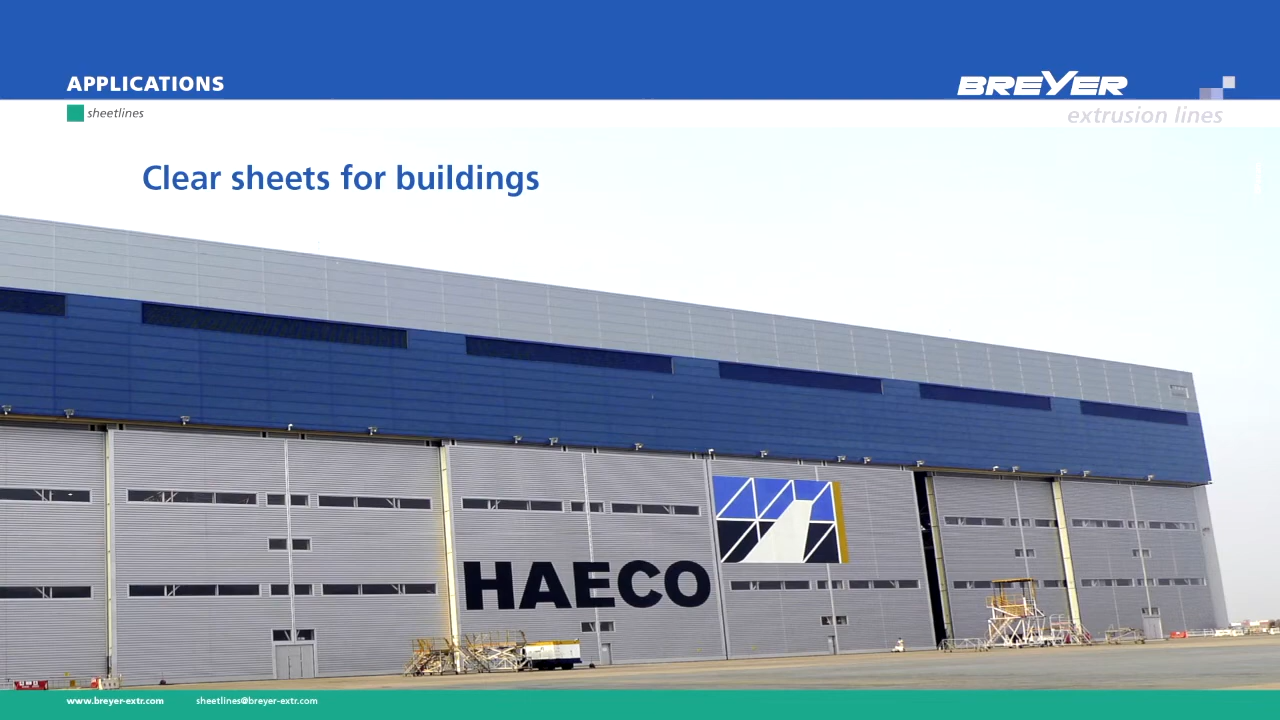 APPLICATIONS
BREYER
sheetlines
extrusion lines
Clear sheets for buildings
HAECO
www.breyer-extr.com sheetlines@breyer-extr.com